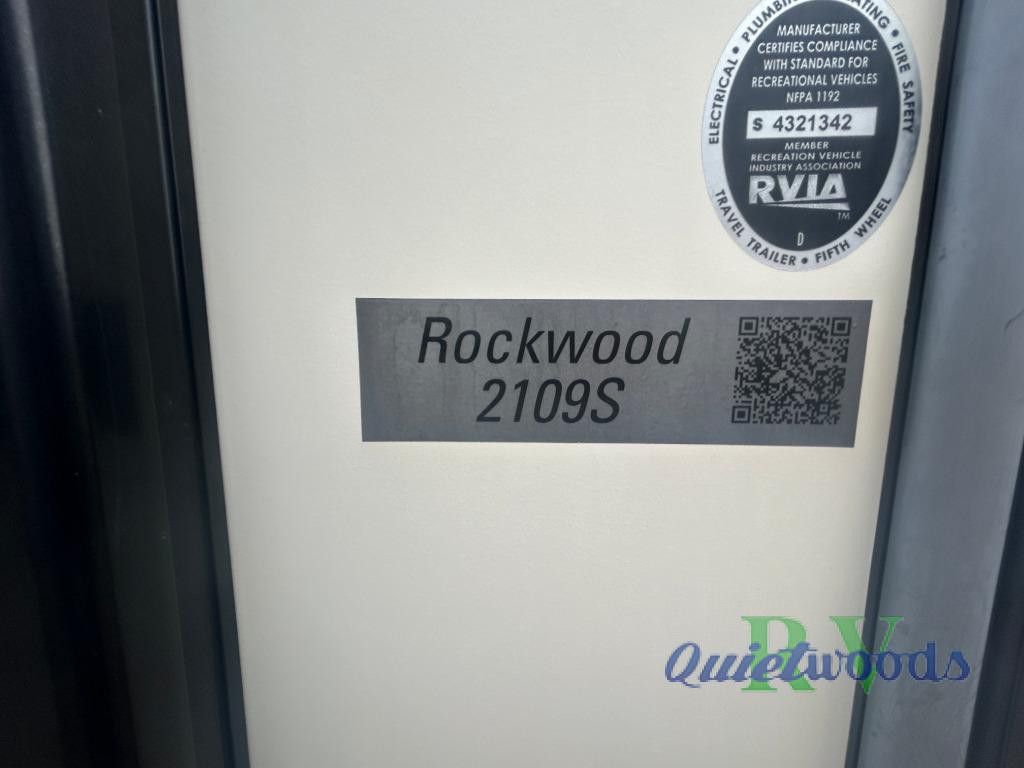 ELECTRICAL • PLUMBING • HEATING • FIRE SAFETY
MANUFACTURER
CERTIFIES COMPLIANCE
WITH STANDARD FOR
RECREATIONAL VEHICLES
NFPA 1192
S 4321342
MEMBER
RECREATION VEHICLE
INDUSTRY ASSOCIATION
RVIA
TM
D
TRAVEL TRAILER • FIFTH WHEEL
Rockwood
2109S
RV
Quietwoods